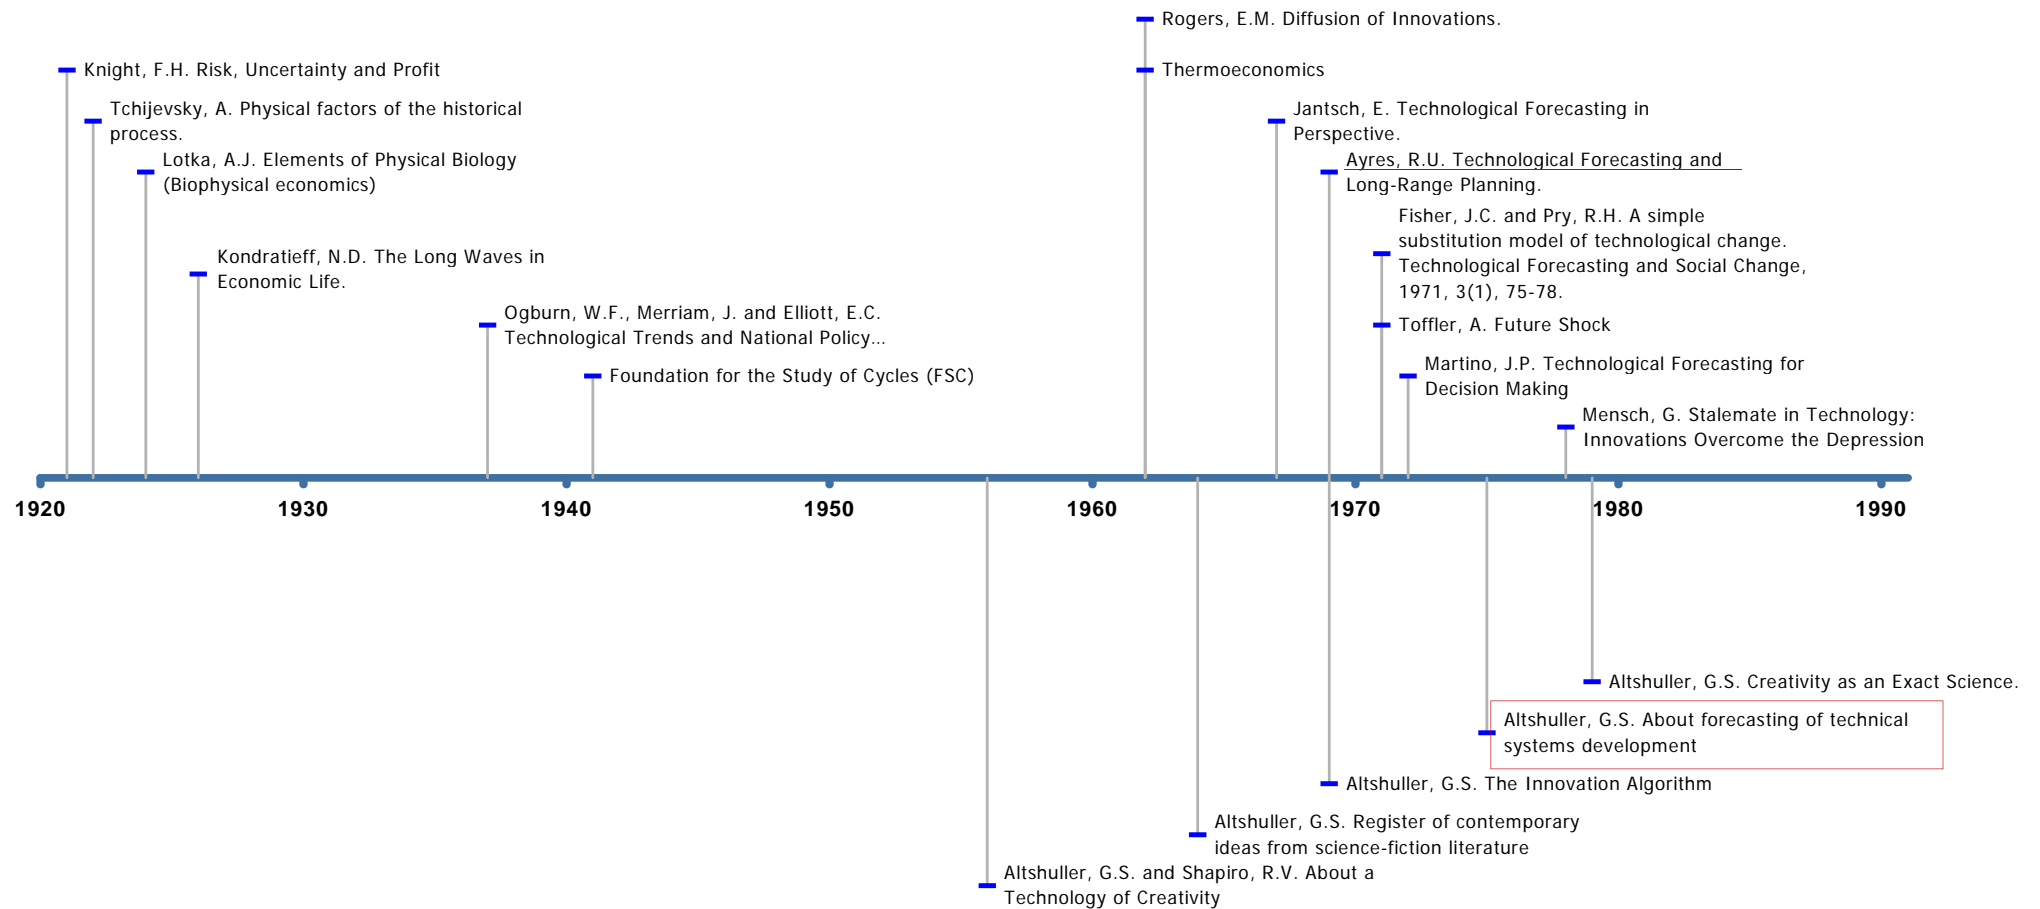 Rogers, E.M. Diffusion of Innovations.
Knight, F.H. Risk, Uncertainty and Profit
Thermoeconomics
Tchijevsky, A. Physical factors of the historical
process.
Jantsch, E. Technological Forecasting in
Perspective.
Lotka, A.J. Elements of Physical Biology
(Biophysical economics)
Ayres, R.U. Technological Forecasting and
Long-Range Planning.
Fisher, J.C. and Pry, R.H. A simple
substitution model of technological change.
Technological Forecasting and Social Change,
1971, 3(1), 75-78.
Kondratieff, N.D. The Long Waves in
Economic Life.
Ogburn, W.F., Merriam, J. and Elliott, E.C.
Technological Trends and National Policy...
Toffler, A. Future Shock
Foundation for the Study of Cycles (FSC)
Martino, J.P. Technological Forecasting for
Decision Making
Mensch, G. Stalemate in Technology:
Innovations Overcome the Depression
1920 1930 1940 1950 1960 1970 1980 1990
Altshuller, G.S. Creativity as an Exact Science.
Altshuller, G.S. About forecasting of technical
systems development
Altshuller, G.S. The Innovation Algorithm
Altshuller, G.S. Register of contemporary
ideas from science-fiction literature
Altshuller, G.S. and Shapiro, R.V. About a
Technology of Creativity